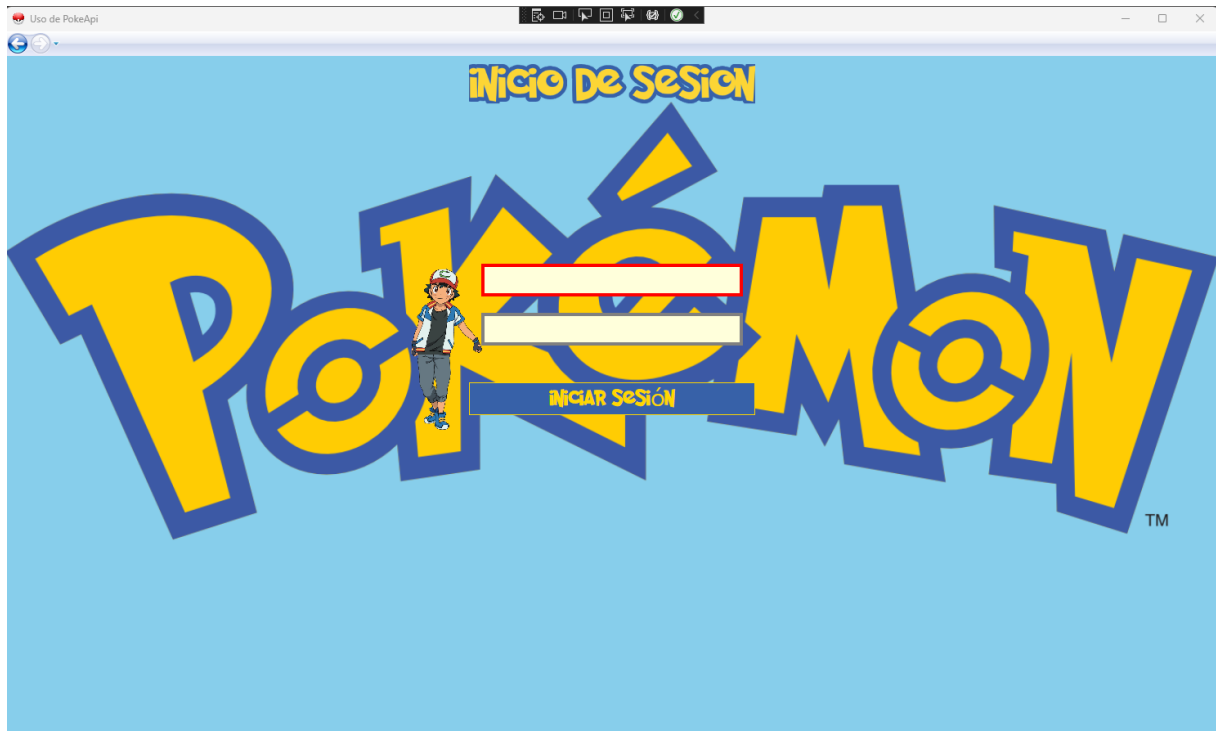 Uso de PokeApi
INICIO DE SESION
POKÉMON
TM
INICIAR SESIÓN